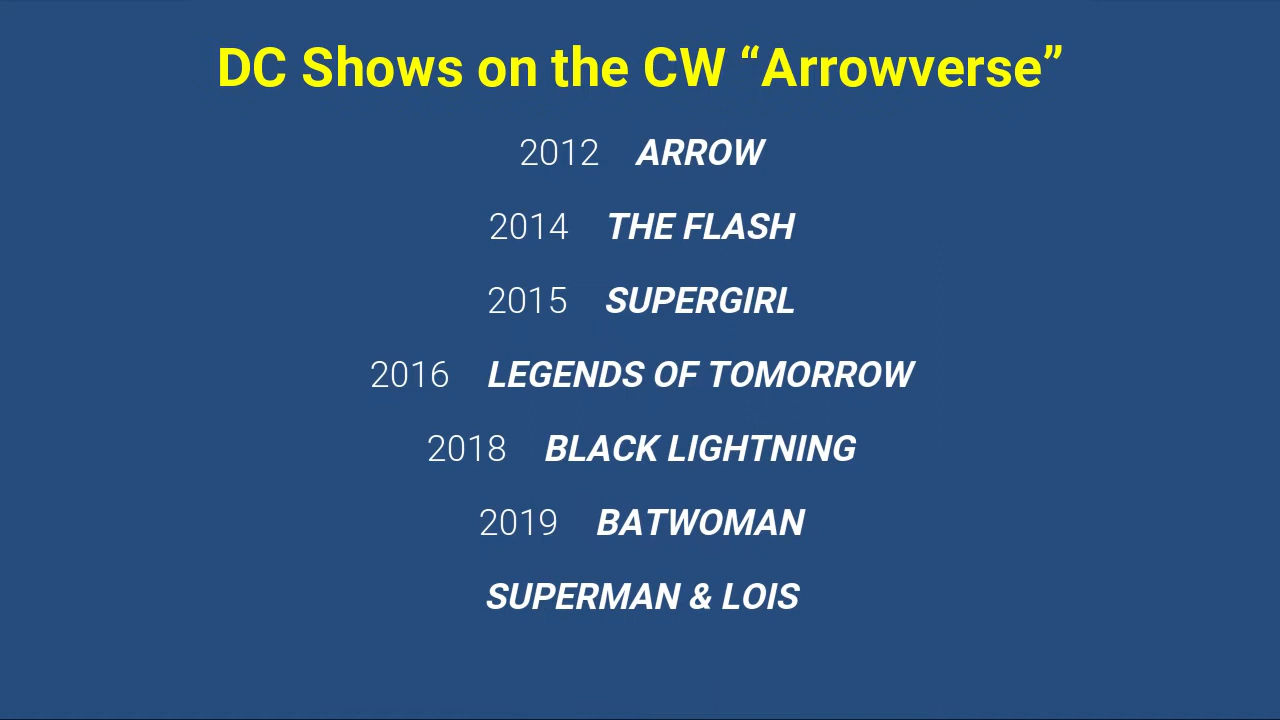 DC Shows on the CW “Arrowverse”
2012 ARROW
2014 THE FLASH
2015 SUPERGIRL
2016 LEGENDS OF TOMORROW
2018 BLACK LIGHTNING
2019 BATWOMAN
SUPERMAN & LOIS